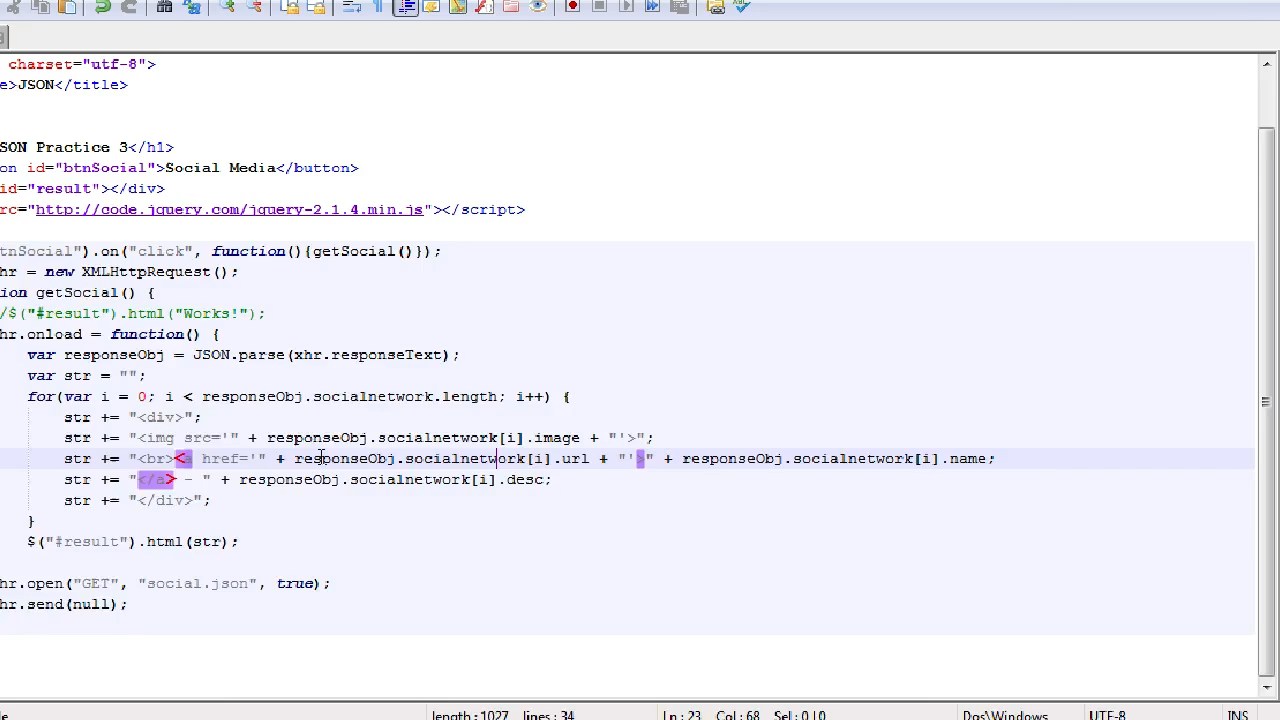 charset="utf-8">
e>JSON</title>
SON Practice 3</h1>
on id="btnSocial">Social Media</button>
id="result"></div>
rc="http://code.jquery.com/jquery-2.1.4.min.js"></script>
tnSocial").on("click", function(){getSocial()});
hr = new XMLHttpRequest();
ion getSocial() {
/$("#result").html("Works!");
hr.onload = function() {
var responseObj = JSON.parse(xhr.responseText);
var str = "";
for(var i = 0; i < responseObj.socialnetwork.length; i++) {
str += "<div>";
str += "<img src='" + responseObj.socialnetwork[i].image + "'>";
str += "<br><a href='" + responseObj.socialnetwork[i].url + "'>" + responseObj.socialnetwork[i].name;
str += "</a> - " + responseObj.socialnetwork[i].desc;
str += "</div>";
}
$("#result").html(str);
hr.open("GET", "social.json", true);
hr.send(null);
length : 1027 lines : 34 Ln : 23 Col : 68 Sel : 0 | 0 Dos\Windows UTF-8 INS